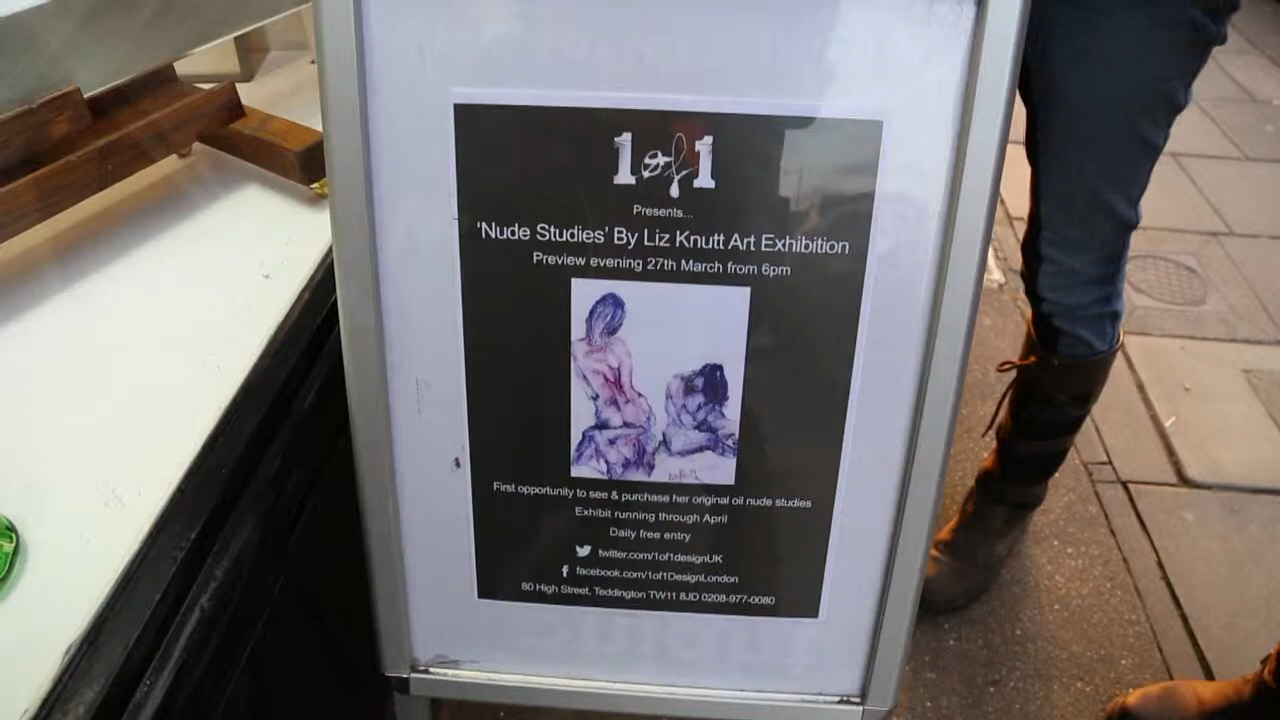 1of1
Presents...
‘Nude Studies’ By Liz Knutt Art Exhibition
Preview evening 27th March from 6pm
First opportunity to see & purchase her original oil nude studies
Exhibit running through April
Daily free entry
twitter.com/1of1designUK
facebook.com/1of1DesignLondon
80 High Street, Teddington TW11 8JD 0208-977-0080